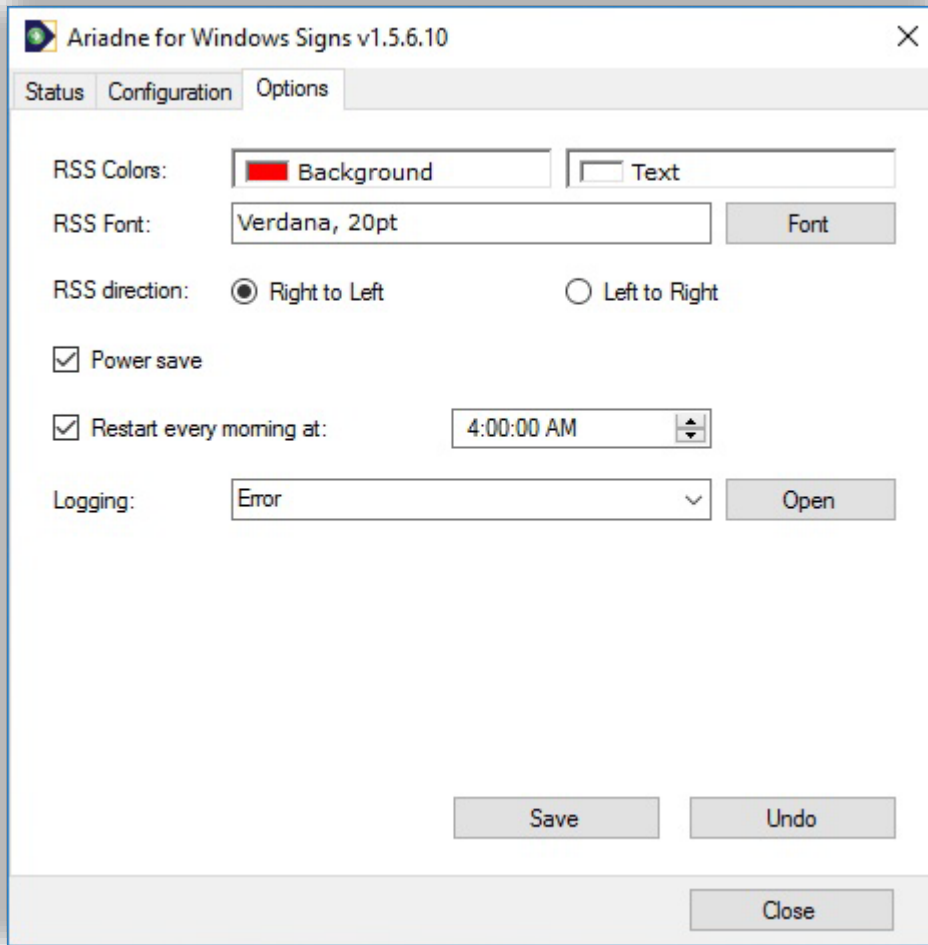 Ariadne for Windows Signs v1.5.6.10
Status Configuration Options
RSS Colors: Background Text
RSS Font: Verdana, 20pt Font
RSS direction: Right to Left Left to Right
Power save
Restart every morning at: 4:00:00 AM
Logging: Error Open
Save Undo
Close